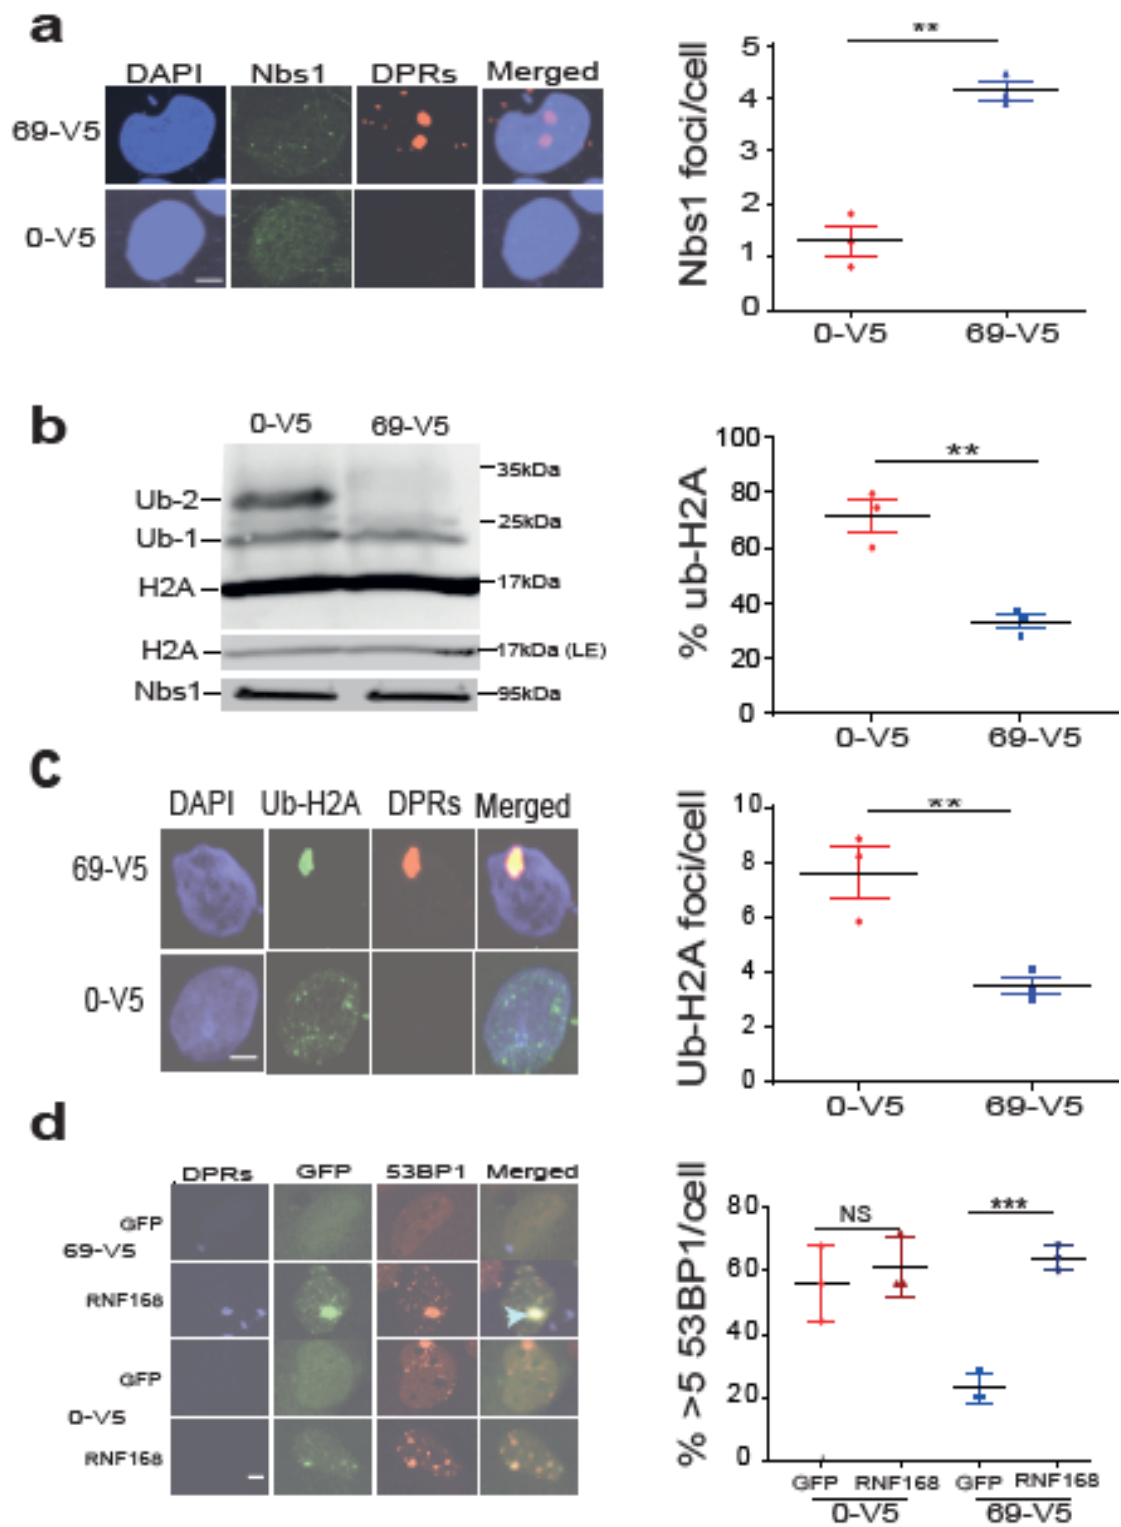 a
DAPI Nbs1 DPRs Merged
69-V5
0-V5
**
Nbs1 foci/cell
5
4
3
2
1
0
0-V5 69-V5
b
0-V5 69-V5
Ub-2
Ub-1
H2A
35kDa
25kDa
17kDa
H2A 17kDa (LE)
Nbs1 95kDa
**
% ub-H2A
100
80
60
40
20
0
0-V5 69-V5
c
DAPI Ub-H2A DPRs Merged
69-V5
0-V5
**
Ub-H2A foci/cell
10
8
6
4
2
0
0-V5 69-V5
d
DPRs GFP 53BP1 Merged
GFP
69-V5
RNF168
GFP
0-V5
RNF168
NS ***
% >5 53BP1/cell
80
60
40
20
0
GFP RNF168 GFP RNF168
0-V5 69-V5